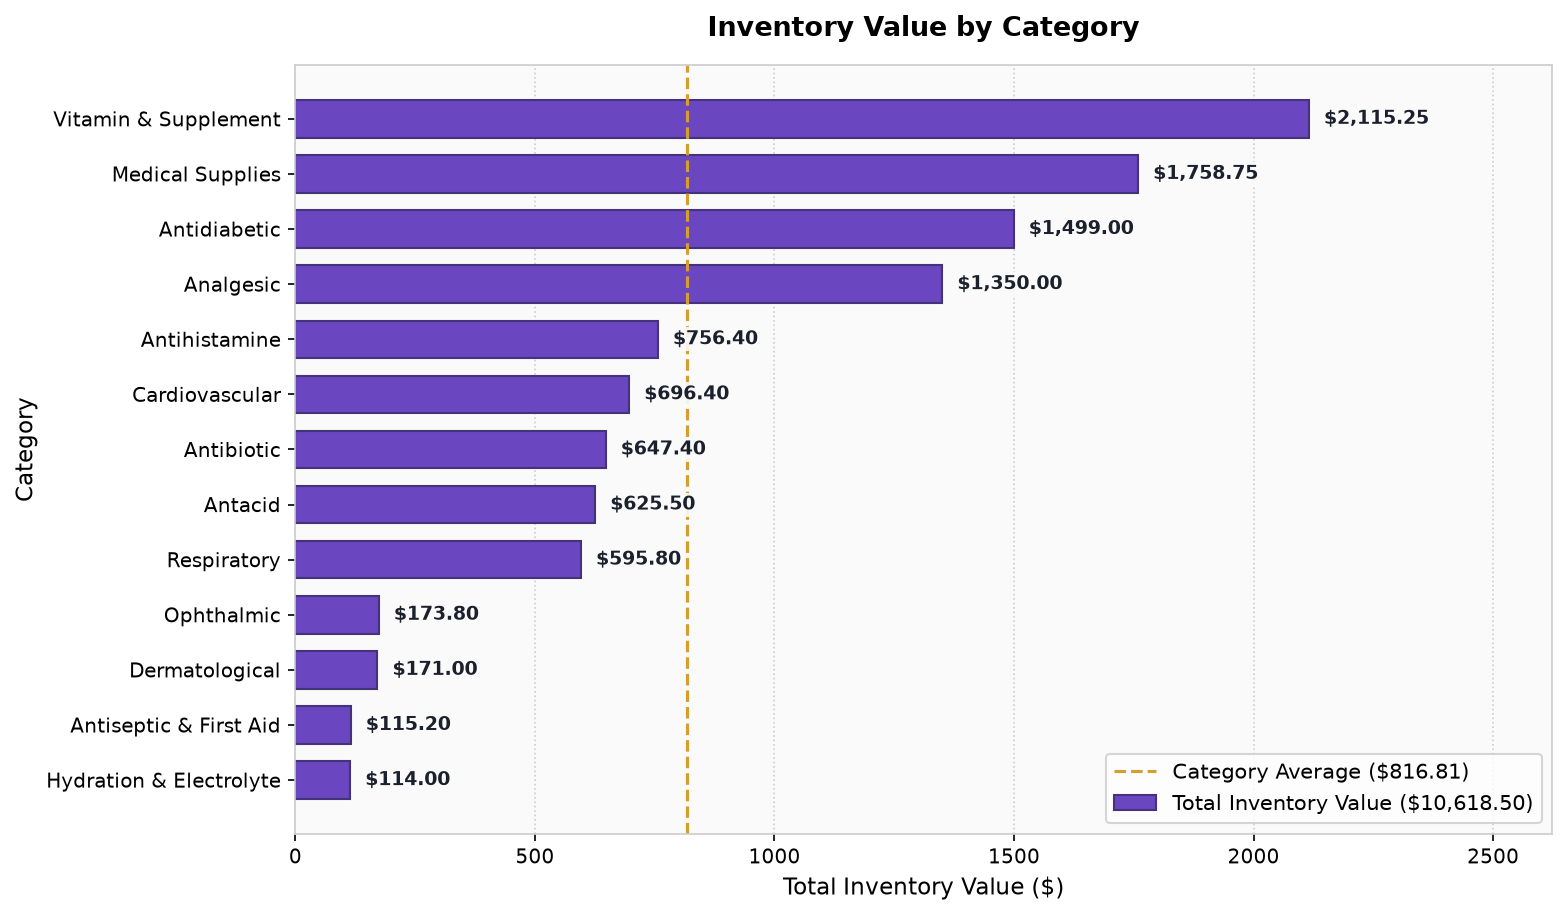 Inventory Value by Category
Category
Vitamin & Supplement $2,115.25
Medical Supplies $1,758.75
Antidiabetic $1,499.00
Analgesic $1,350.00
Antihistamine $756.40
Cardiovascular $696.40
Antibiotic $647.40
Antacid $625.50
Respiratory $595.80
Ophthalmic $173.80
Dermatological $171.00
Antiseptic & First Aid $115.20
Hydration & Electrolyte $114.00
Category Average ($816.81)
Total Inventory Value ($10,618.50)
0 500 1000 1500 2000 2500
Total Inventory Value ($)